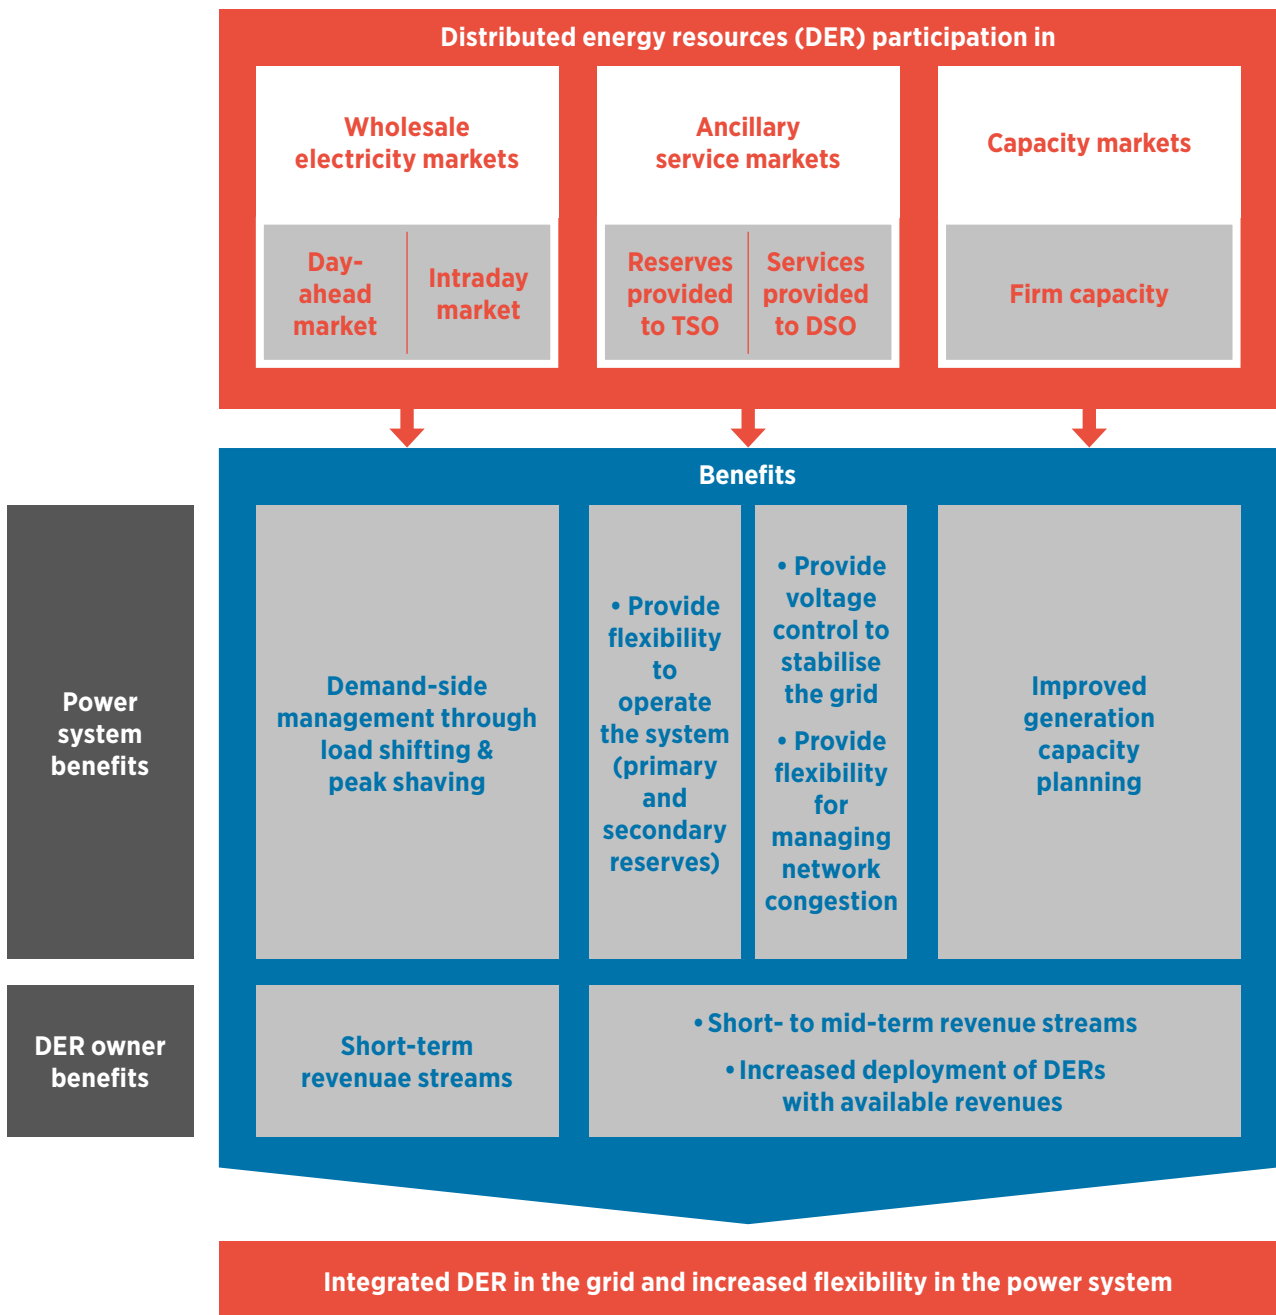 Distributed energy resources (DER) participation in
Wholesale
electricity markets
Ancillary
service markets
Capacity markets
Day-
ahead
market
Intraday
market
Reserves
provided
to TSO
Services
provided
to DSO
Firm capacity
Benefits
Power
system
benefits
Demand-side
management through
load shifting &
peak shaving
• Provide
flexibility
to
operate
the system
(primary
and
secondary
reserves)
• Provide
voltage
control to
stabilise
the grid
• Provide
flexibility
for
managing
network
congestion
Improved
generation
capacity
planning
DER owner
benefits
Short-term
revenuae streams
• Short- to mid-term revenue streams
• Increased deployment of DERs
with available revenues
Integrated DER in the grid and increased flexibility in the power system